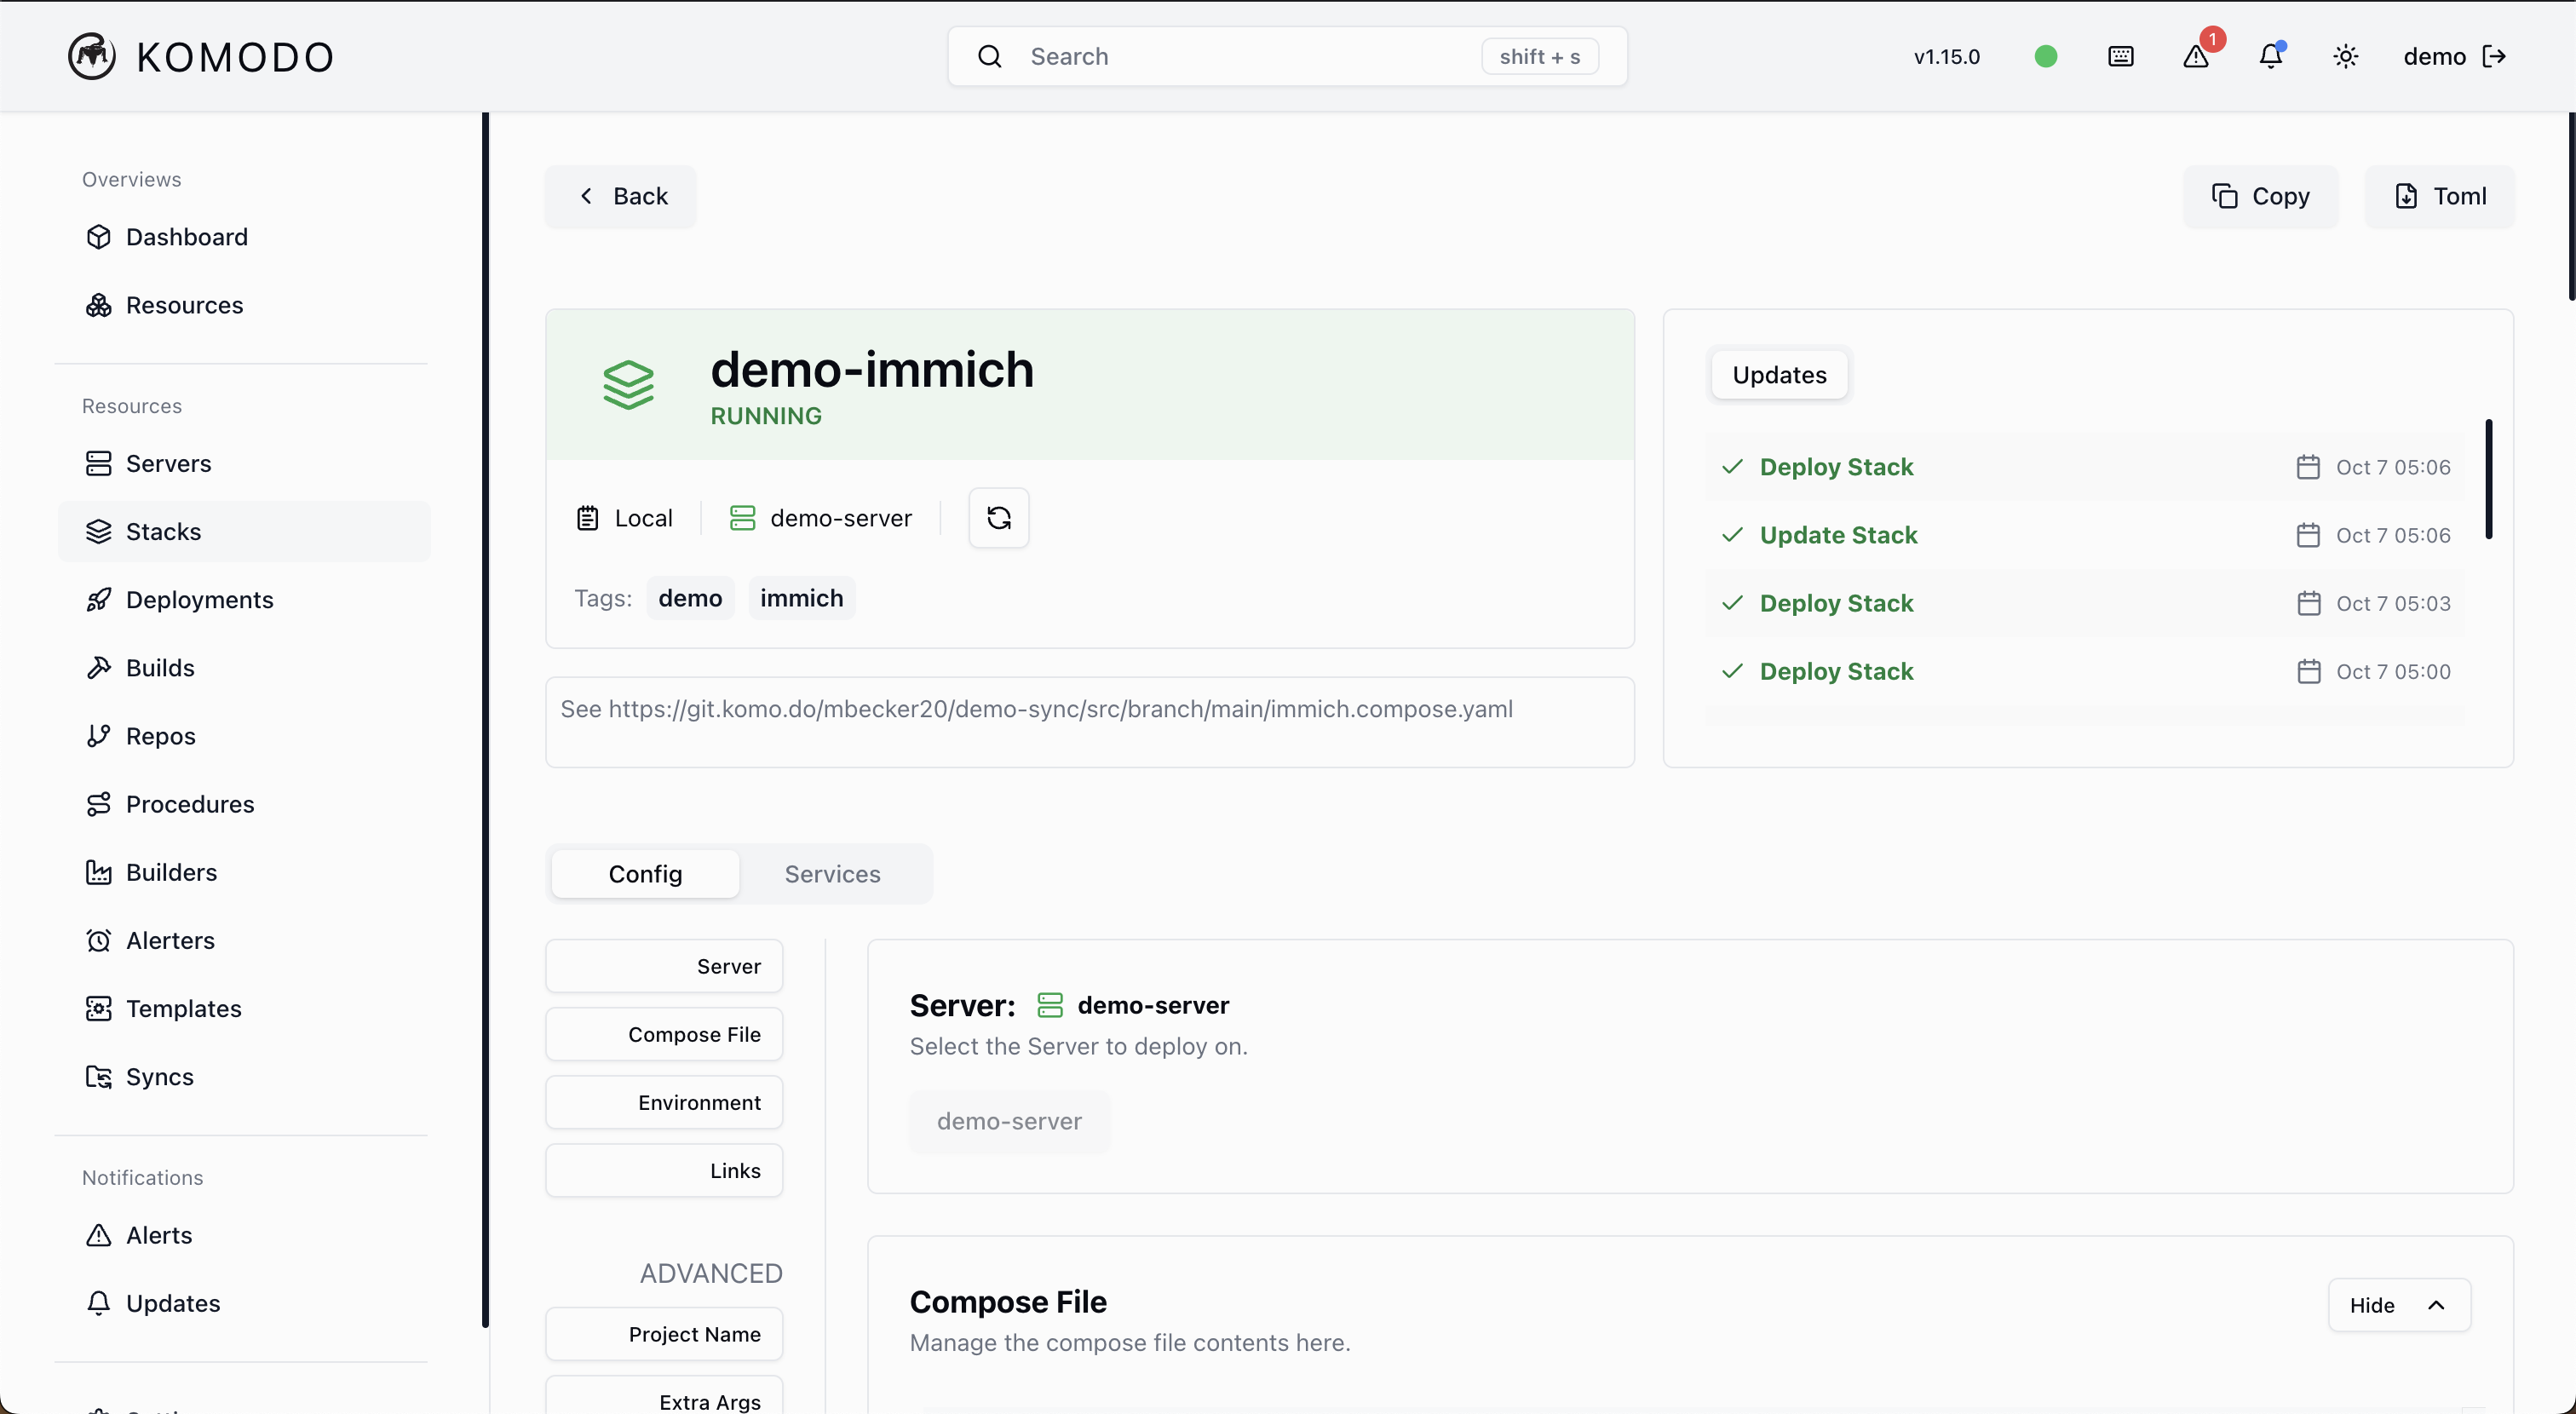 KOMODO
Search
shift + s
v1.15.0
1
demo
Overviews
Dashboard
Resources
Resources
Servers
Stacks
Deployments
Builds
Repos
Procedures
Builders
Alerters
Templates
Syncs
Notifications
Alerts
Updates
Back
Copy
Toml
demo-immich
RUNNING
Local
demo-server
Tags: demo immich
See https://git.komo.do/mbecker20/demo-sync/src/branch/main/immich.compose.yaml
Updates
Deploy Stack Oct 7 05:06
Update Stack Oct 7 05:06
Deploy Stack Oct 7 05:03
Deploy Stack Oct 7 05:00
Config
Services
Server
Compose File
Environment
Links
ADVANCED
Project Name
Extra Args
Server: demo-server
Select the Server to deploy on.
demo-server
Compose File
Manage the compose file contents here.
Hide